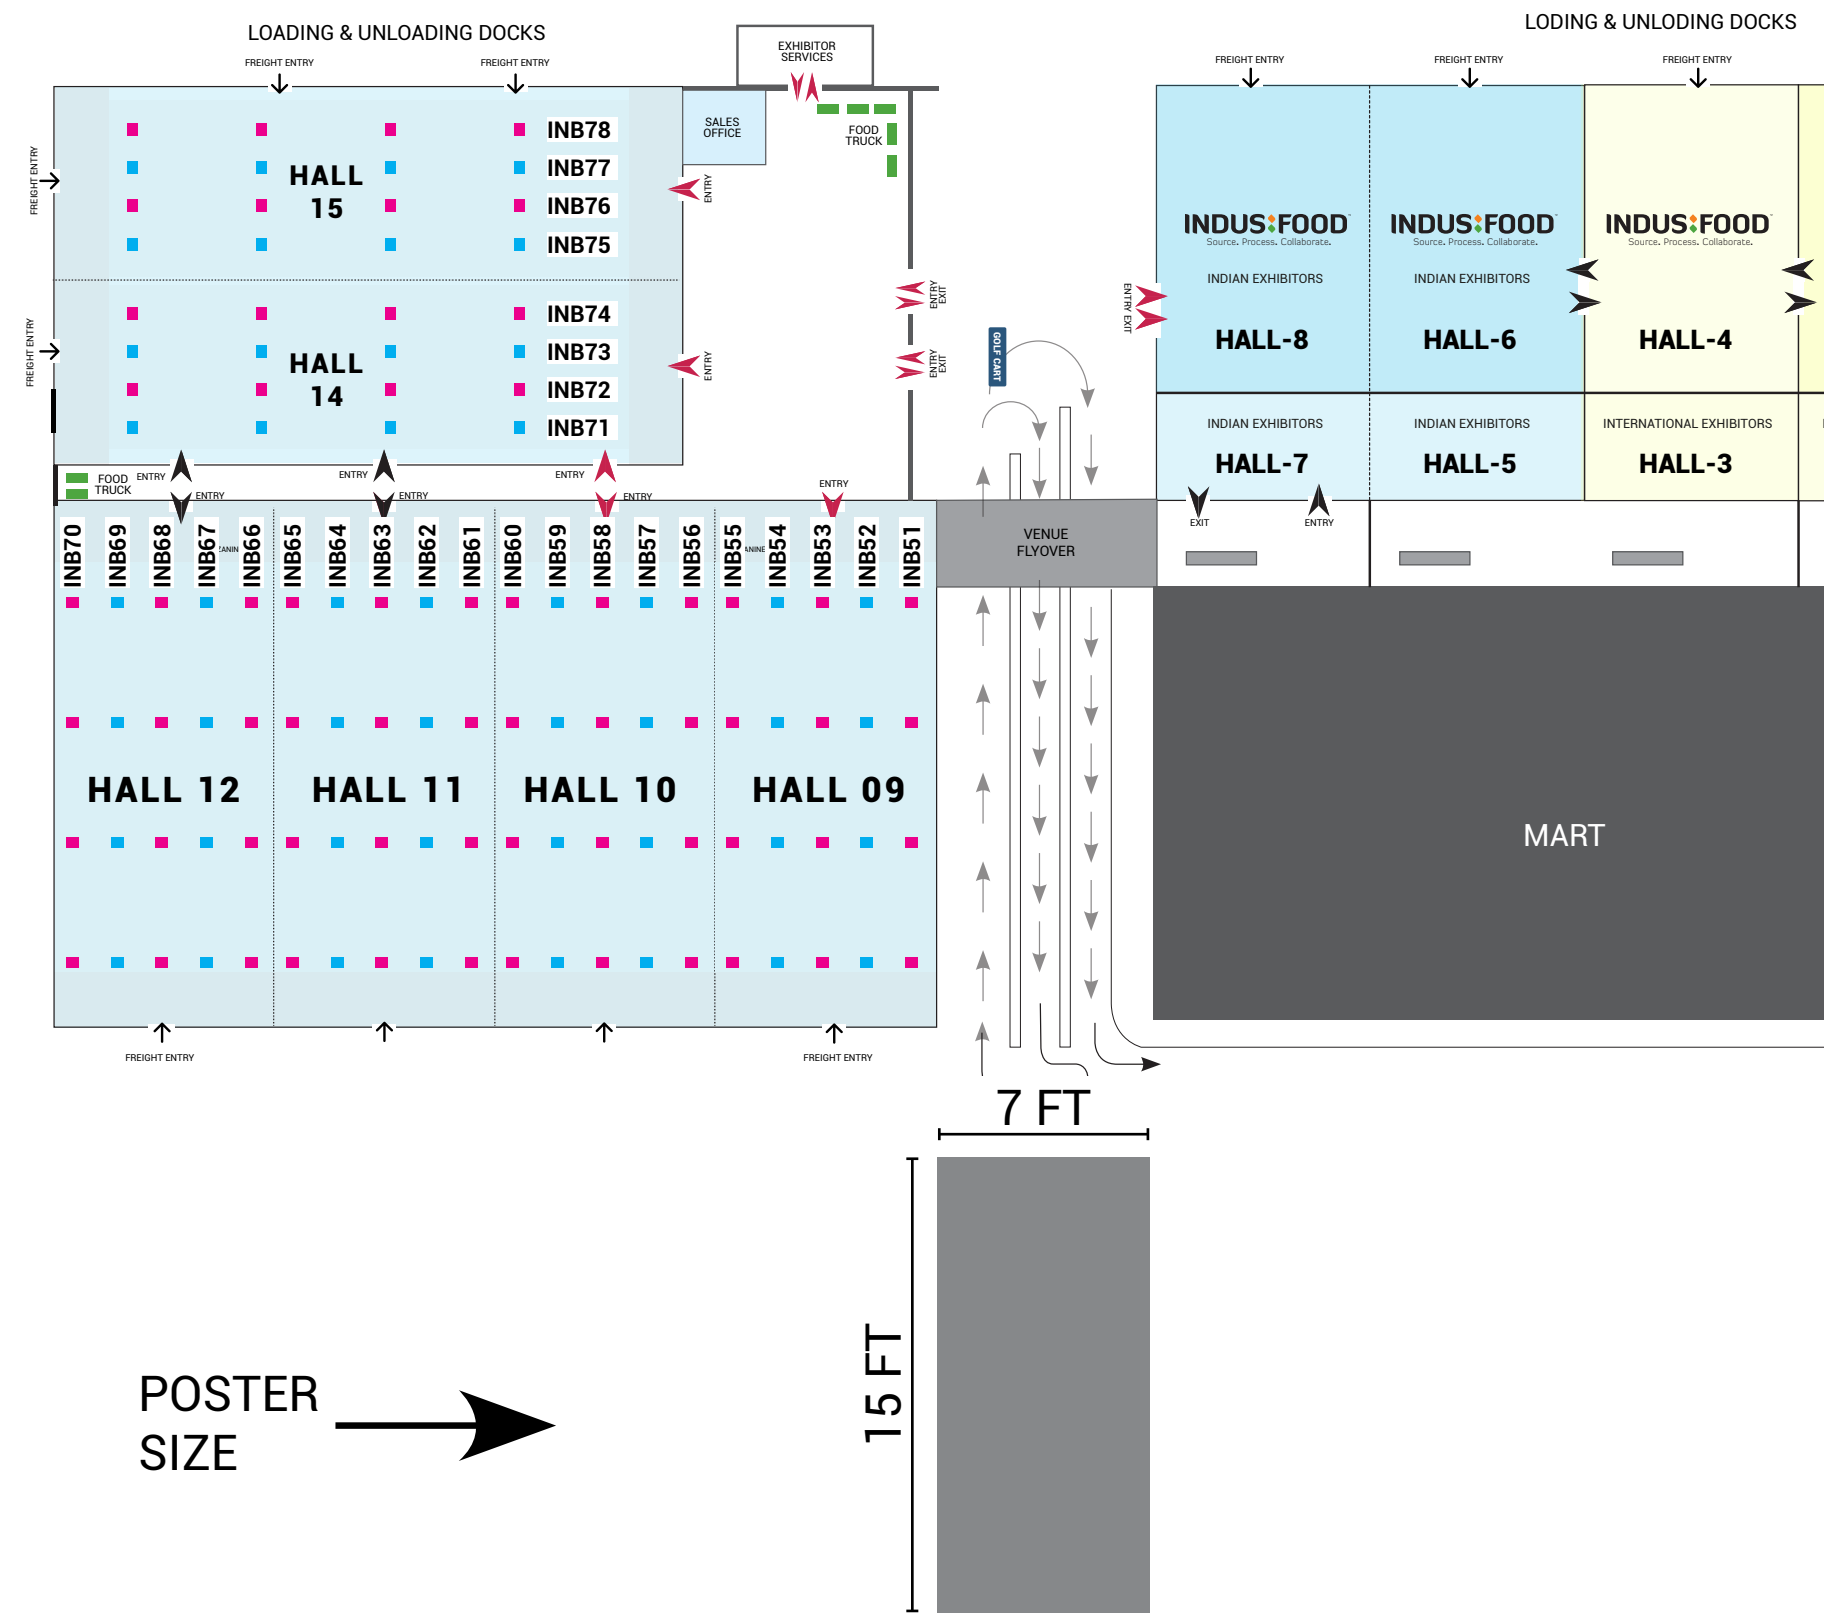 LOADING & UNLOADING DOCKS
FREIGHT ENTRY
FREIGHT ENTRY
EXHIBITOR
SERVICES
SALES
OFFICE
FOOD
TRUCK
FREIGHT ENTRY
FREIGHT ENTRY
INB78
INB77
INB76
INB75
HALL
15
ENTRY
INB74
INB73
INB72
INB71
HALL
14
ENTRY
ENTRY
EXIT
ENTRY
EXIT
FOOD
TRUCK
ENTRY
ENTRY
ENTRY
ENTRY
ENTRY
ENTRY
ENTRY
INB70
INB69
INB68
INB67
INB66
INB65
INB64
INB63
INB62
INB61
INB60
INB59
INB58
INB57
INB56
INB55
INB54
INB53
INB52
INB51
HALL 12
HALL 11
HALL 10
HALL 09
FREIGHT ENTRY
FREIGHT ENTRY
GOLF CART
VENUE
FLYOVER
LODING & UNLODING DOCKS
FREIGHT ENTRY
FREIGHT ENTRY
FREIGHT ENTRY
INDUS FOOD
Source. Process. Collaborate.
INDIAN EXHIBITORS
HALL-8
INDUS FOOD
Source. Process. Collaborate.
INDIAN EXHIBITORS
HALL-6
INDUS FOOD
Source. Process. Collaborate.
HALL-4
ENTRY EXIT
INDIAN EXHIBITORS
HALL-7
INDIAN EXHIBITORS
HALL-5
INTERNATIONAL EXHIBITORS
HALL-3
EXIT
ENTRY
MART
7 FT
15 FT
POSTER
SIZE